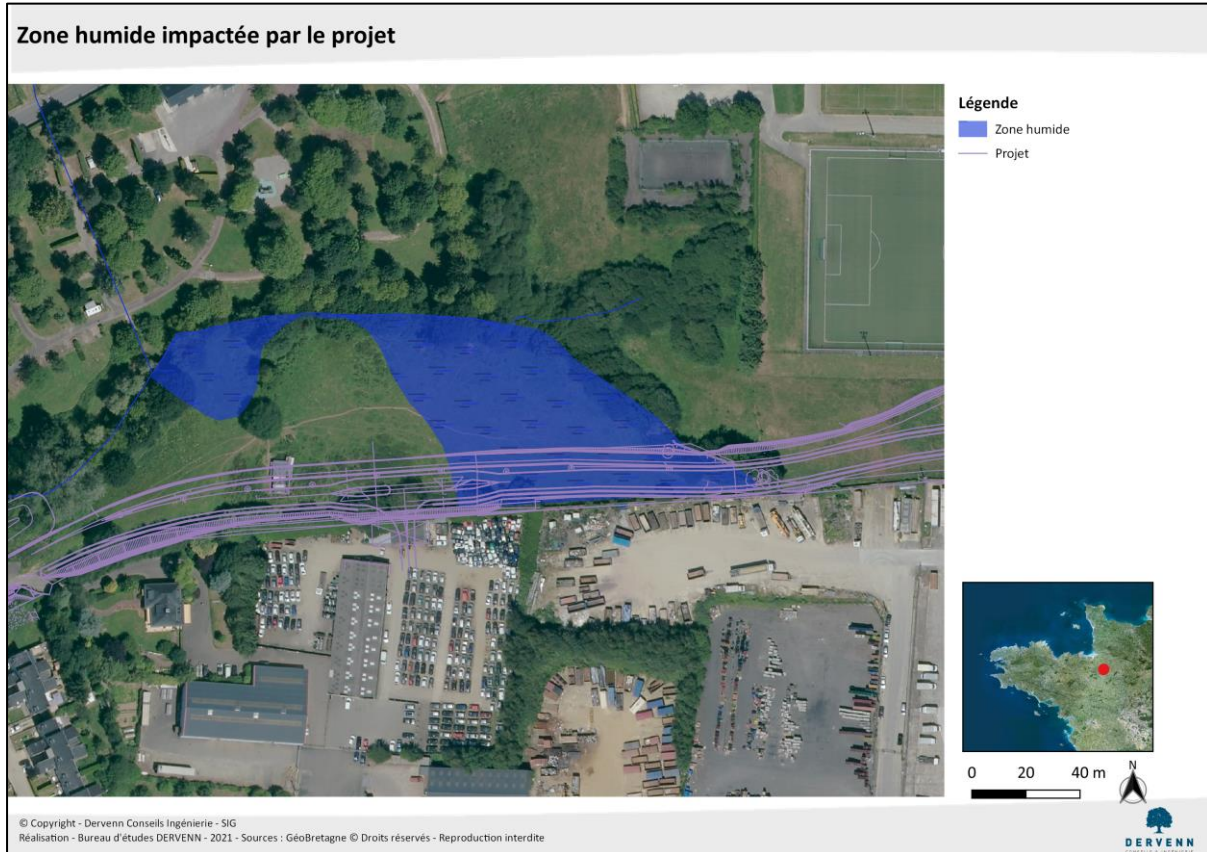 Zone humide impactée par le projet
Légende
Zone humide
Projet
0 20 40 m
N
© Copyright - Dervenn Conseils Ingénierie - SIG
Réalisation - Bureau d'études DERVENN - 2021 - Sources : GéoBretagne © Droits réservés - Reproduction interdite
DERVENN